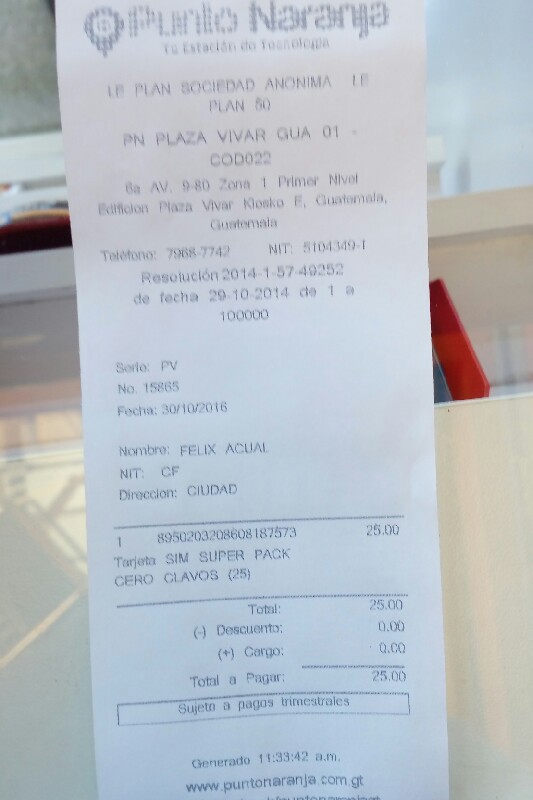 Punto Naranja
Tu Estación de Tecnología
LE PLAN SOCIEDAD ANONIMA LE
PLAN 50
PN PLAZA VIVAR GUA 01 -
COD022
6a AV. 9-80 Zona 1 Primer Nivel
Edificion Plaza Vivar Kiosko E, Guatemala,
Guatemala
Teléfono: 7968-7742 NIT: 5104349-1
Resolución 2014-1-57-49252
de fecha 29-10-2014 de 1 a
100000
Serie: PV
No. 15865
Fecha: 30/10/2016
Nombre: FELIX ACUAL
NIT: CF
Direccion: CIUDAD
1 8950203208608187573 25.00
Tarjeta SIM SUPER PACK
CERO CLAVOS (25)
Total: 25.00
(-) Descuento: 0.00
(+) Cargo: 0.00
Total a Pagar: 25.00
Sujeto a pagos trimestrales
Generado 11:33:42 a.m.
www.puntonaranja.com.gt